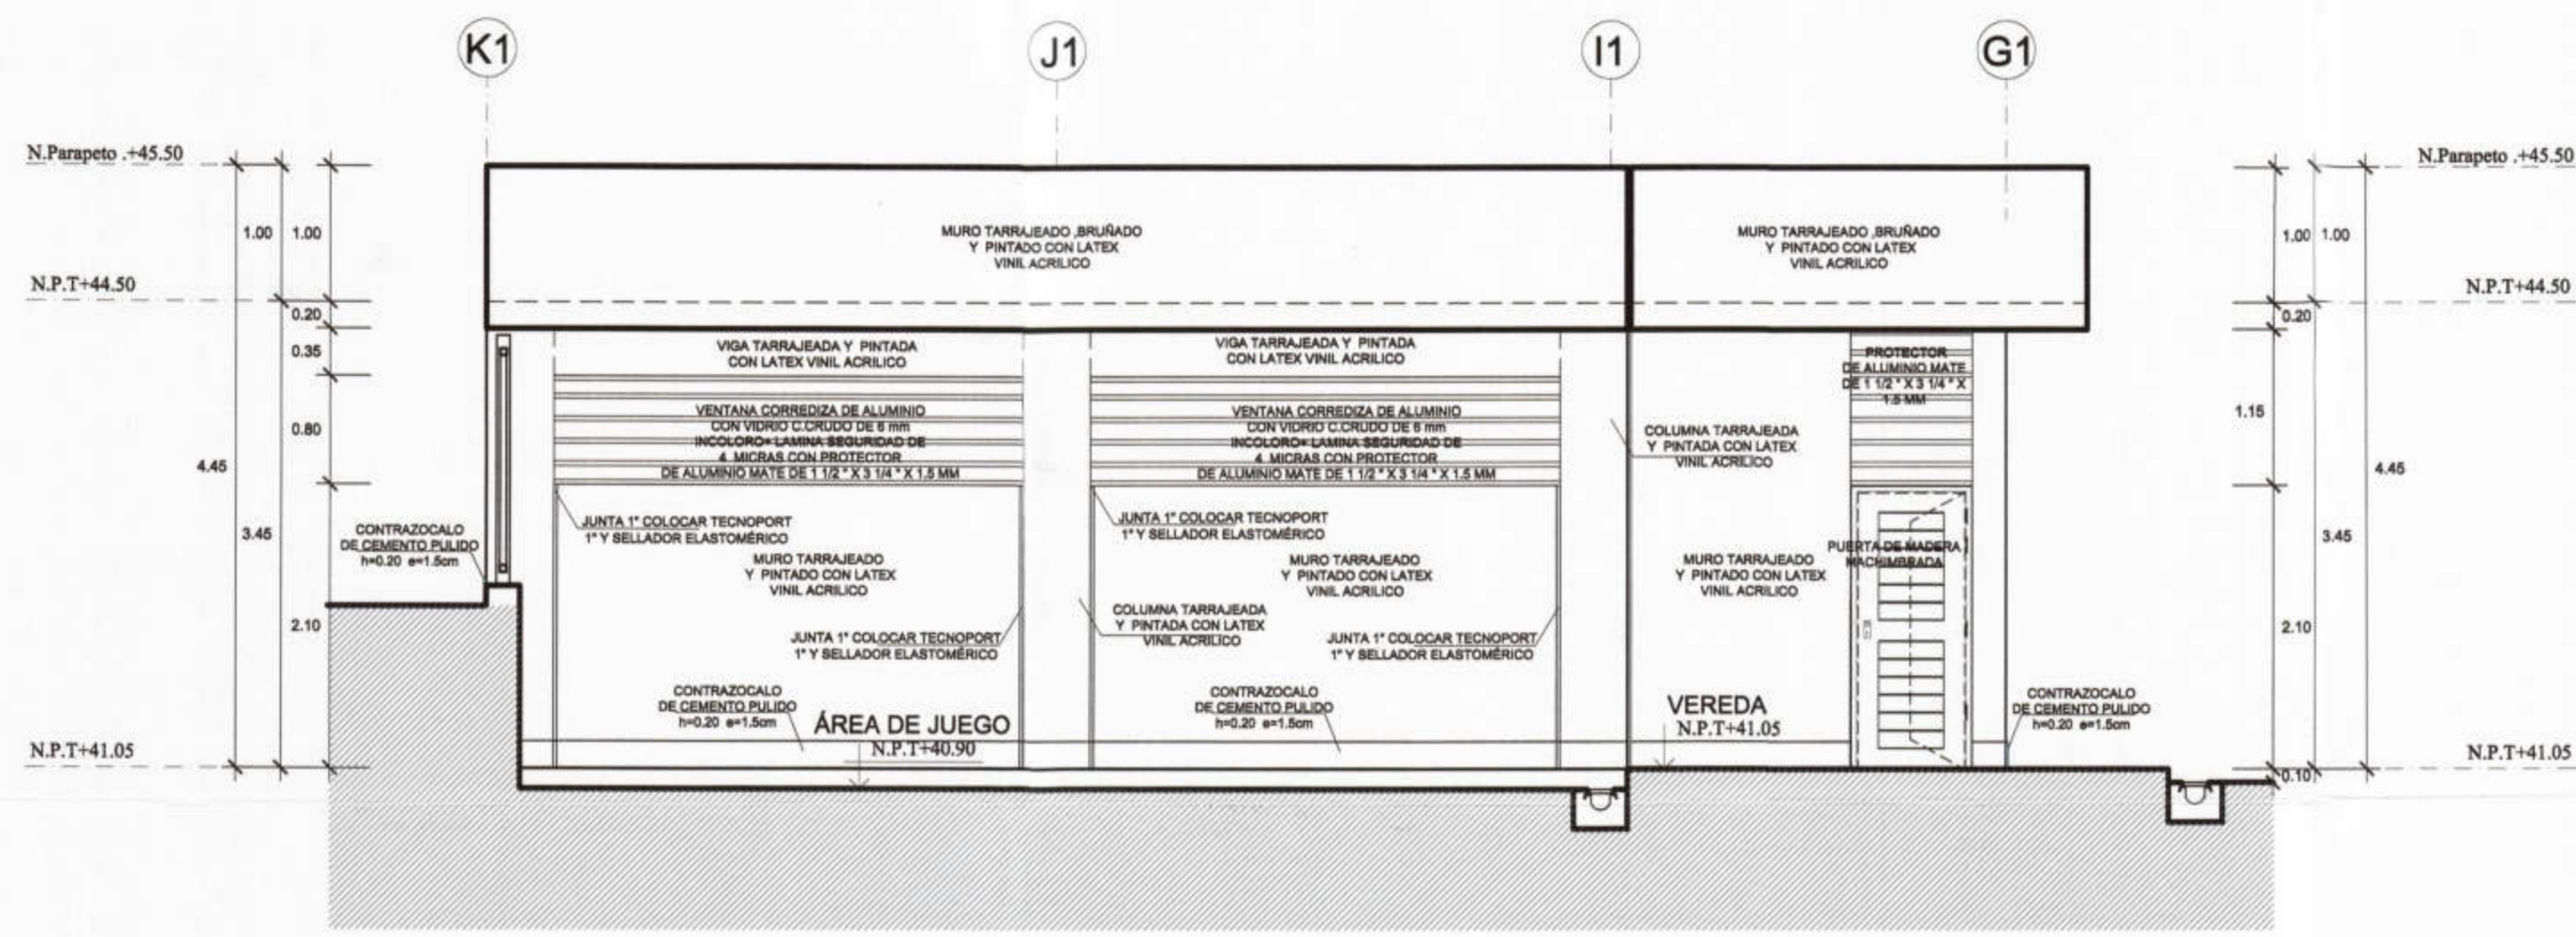 K1
J1
I1
G1
N.Parapeto .+45.50
N.Parapeto .+45.50
1.00
1.00
MURO TARRAJEADO ,BRUÑADO
Y PINTADO CON LATEX
VINIL ACRILICO
MURO TARRAJEADO ,BRUÑADO
Y PINTADO CON LATEX
VINIL ACRILICO
1.00
1.00
N.P.T+44.50
N.P.T+44.50
0.20
0.20
0.35
VIGA TARRAJEADA Y PINTADA
CON LATEX VINIL ACRILICO
VIGA TARRAJEADA Y PINTADA
CON LATEX VINIL ACRILICO
PROTECTOR
DE ALUMINIO MATE
DE 1 1/2 " X 3 1/4 " X
1.5 MM
0.80
VENTANA CORREDIZA DE ALUMINIO
CON VIDRIO C.CRUDO DE 6 mm
INCOLORO+ LAMINA SEGURIDAD DE
4 MICRAS CON PROTECTOR
DE ALUMINIO MATE DE 1 1/2 " X 3 1/4 " X 1.5 MM
VENTANA CORREDIZA DE ALUMINIO
CON VIDRIO C.CRUDO DE 6 mm
INCOLORO+ LAMINA SEGURIDAD DE
4 MICRAS CON PROTECTOR
DE ALUMINIO MATE DE 1 1/2 " X 3 1/4 " X 1.5 MM
COLUMNA TARRAJEADA
Y PINTADA CON LATEX
VINIL ACRILICO
1.15
4.45
4.45
3.45
CONTRAZOCALO
DE CEMENTO PULIDO
h=0.20 e=1.5cm
JUNTA 1" COLOCAR TECNOPORT
1" Y SELLADOR ELASTOMÉRICO
JUNTA 1" COLOCAR TECNOPORT
1" Y SELLADOR ELASTOMÉRICO
3.45
MURO TARRAJEADO
Y PINTADO CON LATEX
VINIL ACRILICO
MURO TARRAJEADO
Y PINTADO CON LATEX
VINIL ACRILICO
MURO TARRAJEADO
Y PINTADO CON LATEX
VINIL ACRILICO
PUERTA DE MADERA
MACHIMBRADA
2.10
COLUMNA TARRAJEADA
Y PINTADA CON LATEX
VINIL ACRILICO
2.10
JUNTA 1" COLOCAR TECNOPORT
1" Y SELLADOR ELASTOMÉRICO
JUNTA 1" COLOCAR TECNOPORT
1" Y SELLADOR ELASTOMÉRICO
CONTRAZOCALO
DE CEMENTO PULIDO
h=0.20 e=1.5cm
CONTRAZOCALO
DE CEMENTO PULIDO
h=0.20 e=1.5cm
CONTRAZOCALO
DE CEMENTO PULIDO
h=0.20 e=1.5cm
ÁREA DE JUEGO
N.P.T+40.90
VEREDA
N.P.T+41.05
N.P.T+41.05
N.P.T+41.05
0.10